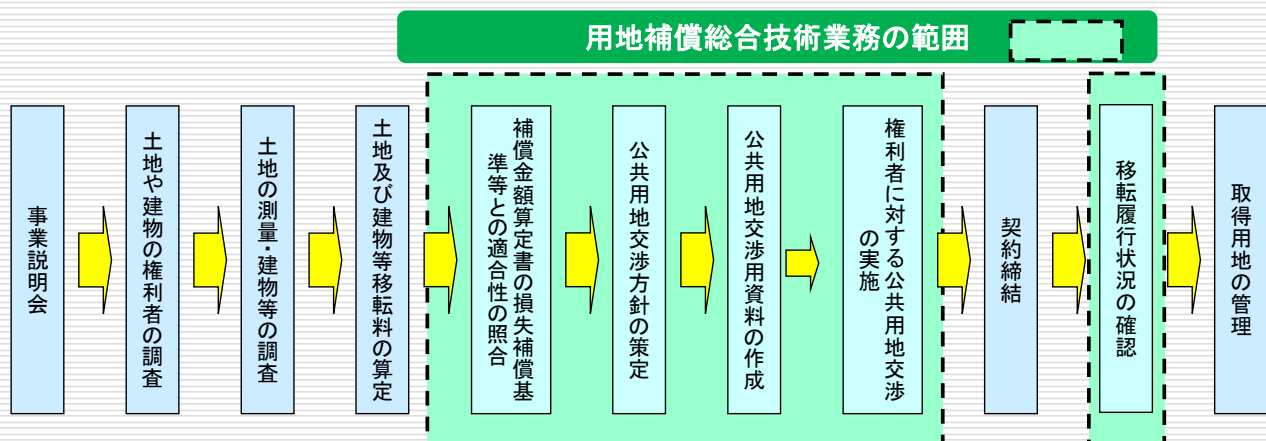 用地補償総合技術業務の範囲
事業説明会
土地や建物の権利者の調査
土地の測量・建物等の調査
土地及び建物等移転料の算定
補償金額算定書の損失補償基
準等との適合性の照合
公共用地交渉方針の策定
公共用地交渉用資料の作成
権利者に対する公共用地交渉
の実施
契約締結
移転履行状況の確認
取得用地の管理